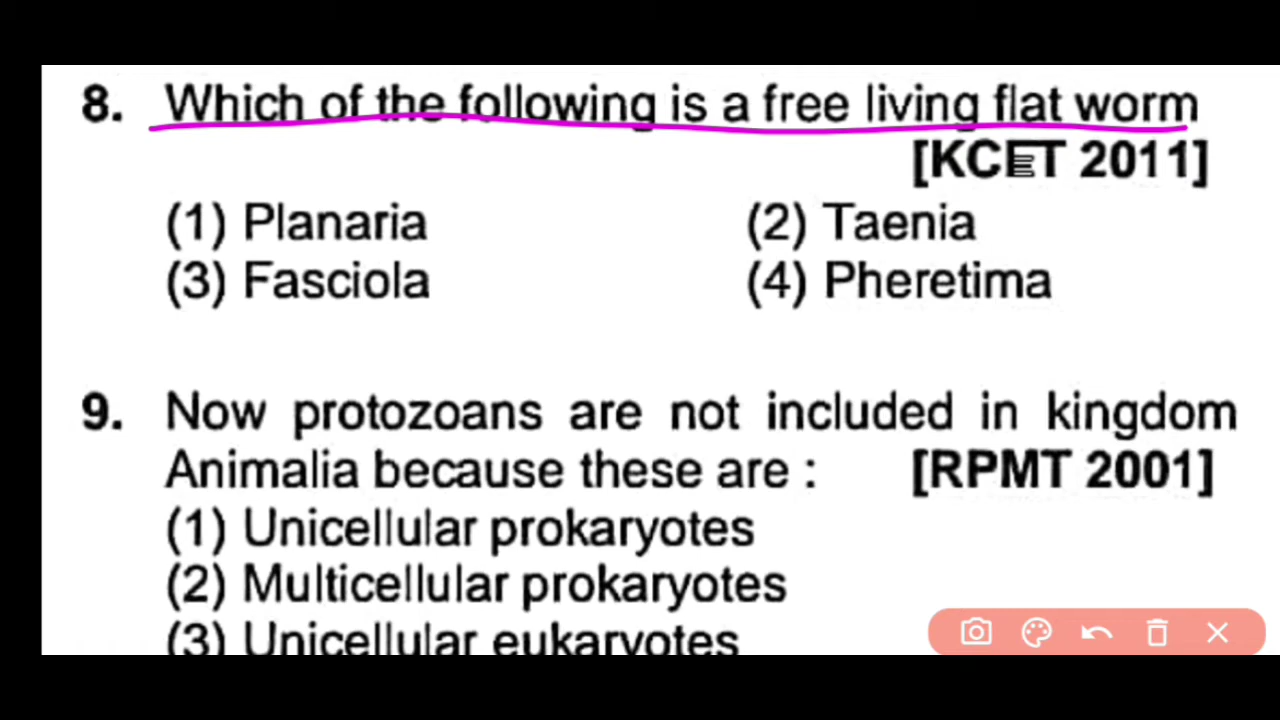 8. Which of the following is a free living flat worm
[KCET 2011]
(1) Planaria (2) Taenia
(3) Fasciola (4) Pheretima
9. Now protozoans are not included in kingdom
Animalia because these are : [RPMT 2001]
(1) Unicellular prokaryotes
(2) Multicellular prokaryotes
(3) Unicellular eukaryotes